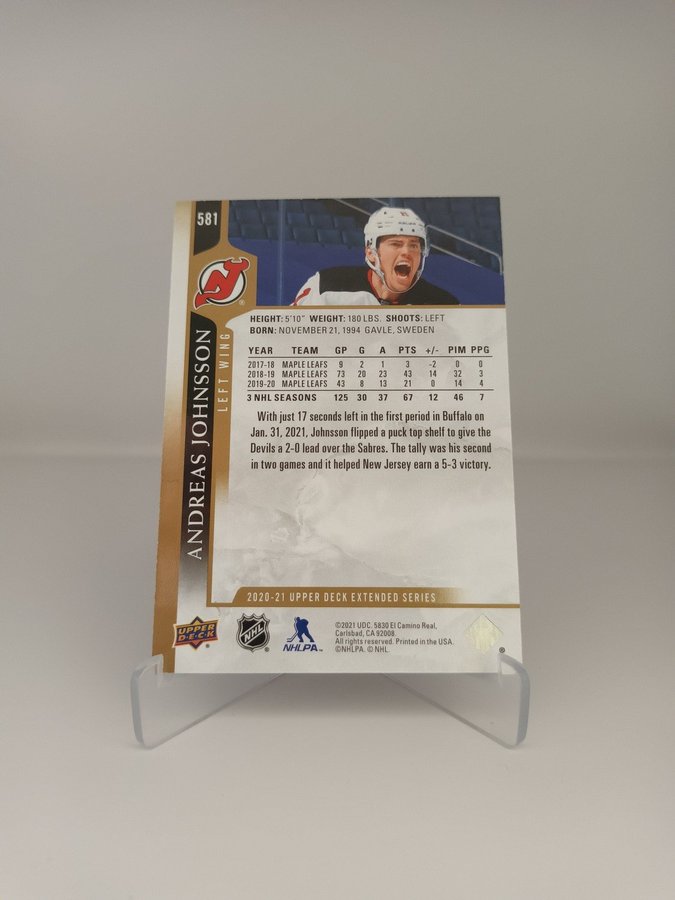 581
ANDREAS JOHNSSON
LEFT WING
HEIGHT: 5'10" WEIGHT: 180 LBS. SHOOTS: LEFT
BORN: NOVEMBER 21, 1994 GAVLE, SWEDEN
YEAR TEAM GP G A PTS +/- PIM PPG
2017-18 MAPLE LEAFS 9 2 1 3 -2 0 0
2018-19 MAPLE LEAFS 73 20 23 43 14 32 3
2019-20 MAPLE LEAFS 43 8 13 21 0 14 4
3 NHL SEASONS 125 30 37 67 12 46 7
With just 17 seconds left in the first period in Buffalo on
Jan. 31, 2021, Johnsson flipped a puck top shelf to give the
Devils a 2-0 lead over the Sabres. The tally was his second
in two games and it helped New Jersey earn a 5-3 victory.
2020-21 UPPER DECK EXTENDED SERIES
UPPER
DECK
®
NHL
®
NHLPA™
©2021 UDC. 5830 El Camino Real,
Carlsbad, CA 92008.
All rights reserved. Printed in the USA.
©NHLPA. © NHL.
®